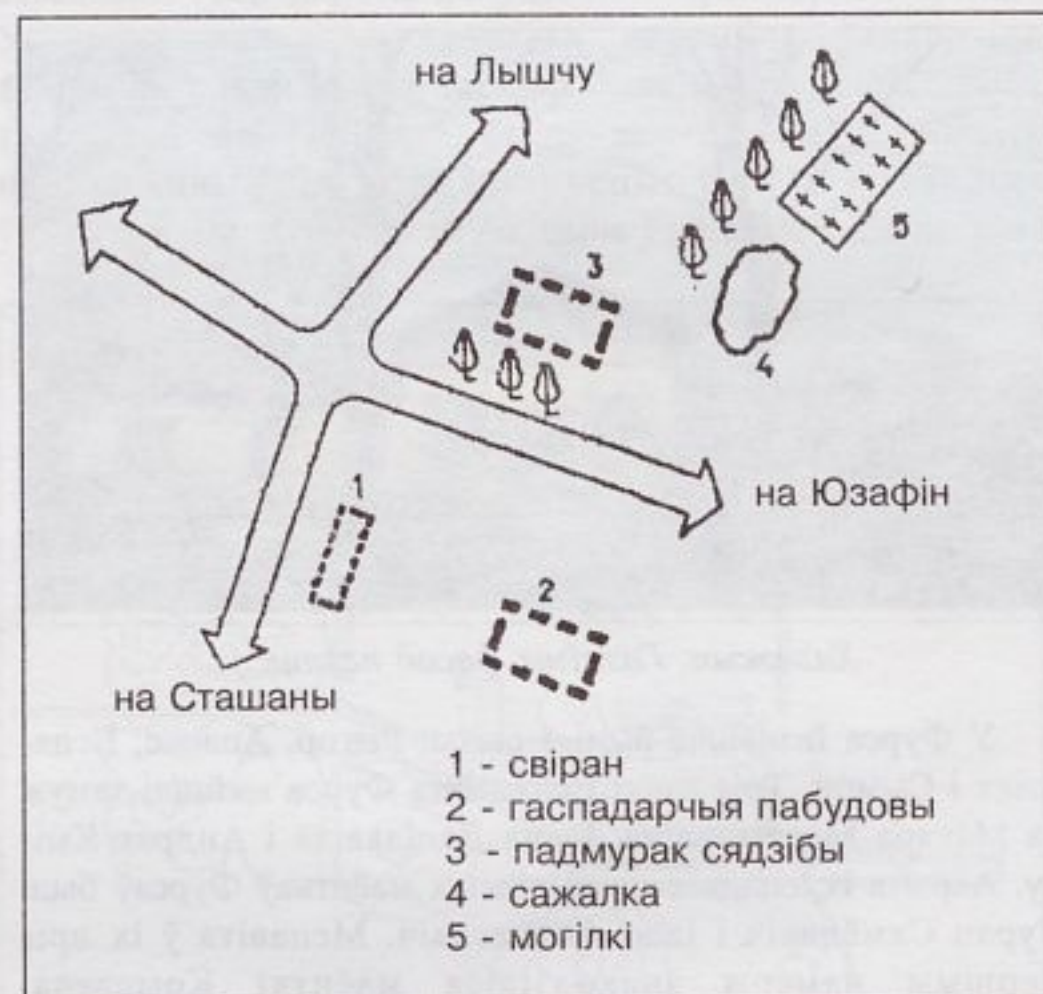 на Лышчу
3
5
4
1
на Юзафін
2
на Сташаны
1 - свіран
2 - гаспадарчыя пабудовы
3 - падмурак сядзібы
4 - сажалка
5 - могілкі